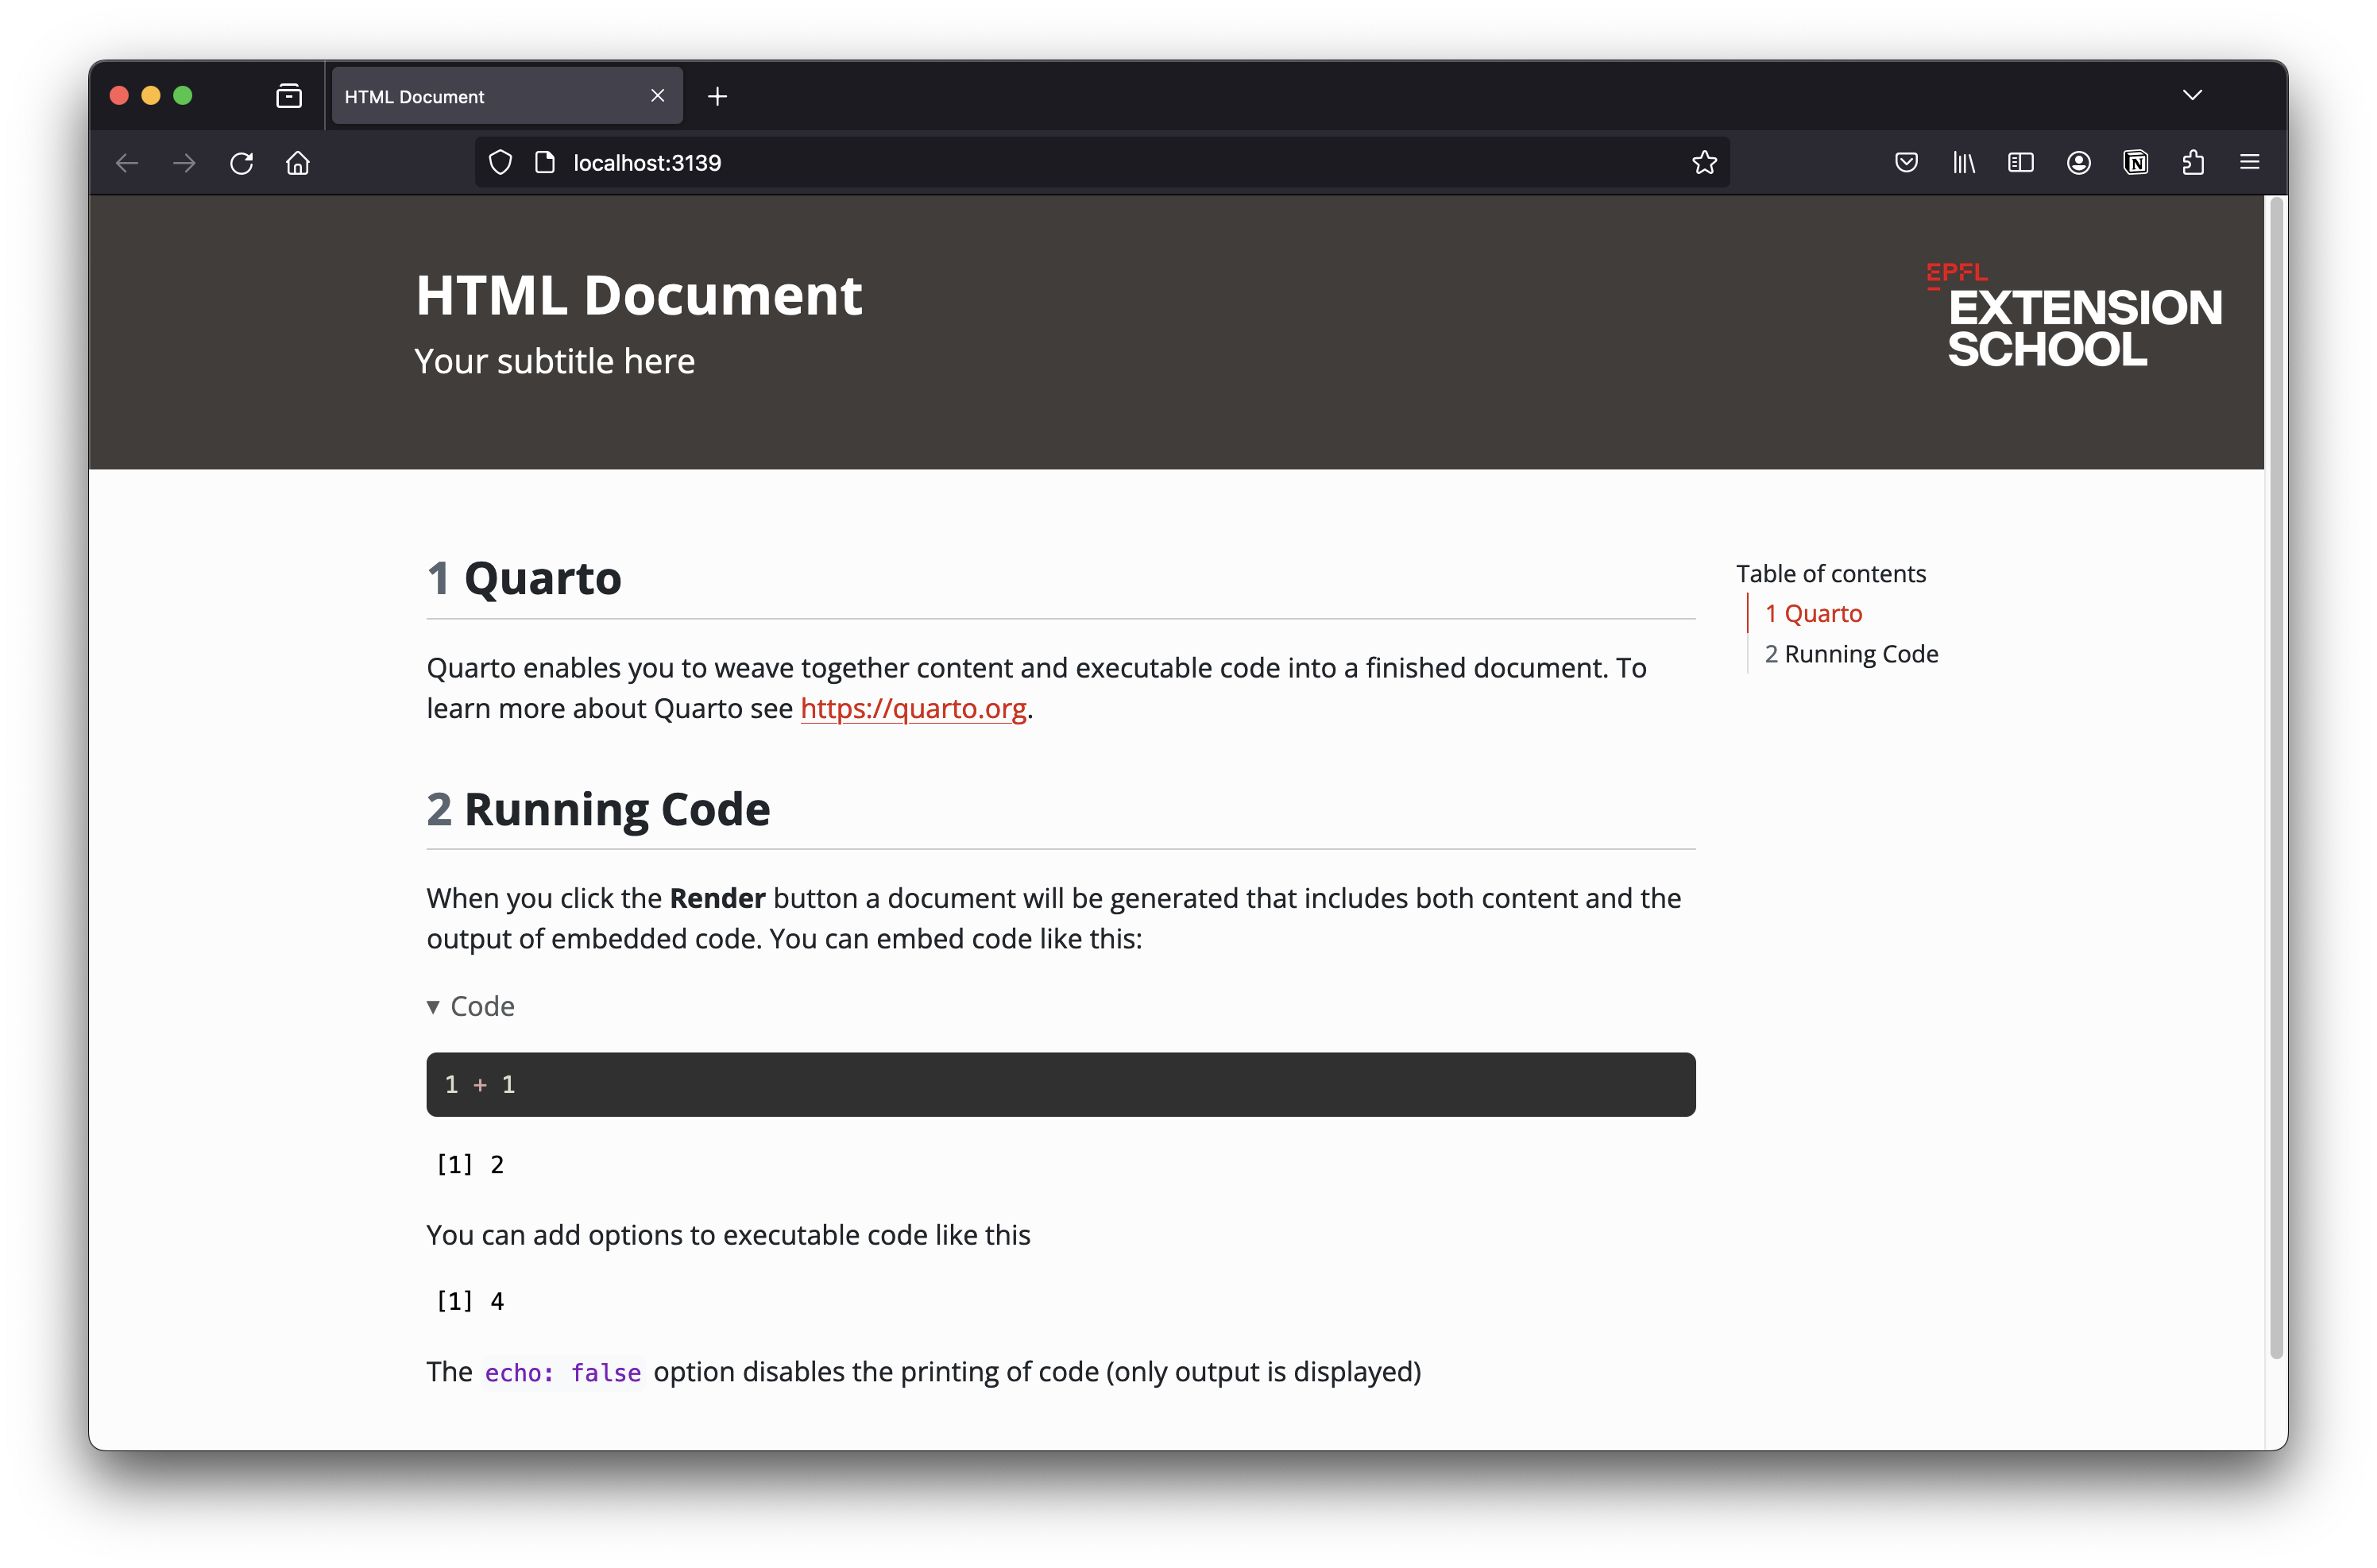 HTML Document
localhost:3139
HTML Document
Your subtitle here
EPFL
EXTENSION
SCHOOL
1 Quarto
Quarto enables you to weave together content and executable code into a finished document. To
learn more about Quarto see https://quarto.org.
2 Running Code
When you click the Render button a document will be generated that includes both content and the
output of embedded code. You can embed code like this:
▼ Code
1 + 1
[1] 2
You can add options to executable code like this
[1] 4
The echo: false option disables the printing of code (only output is displayed)
Table of contents
1 Quarto
2 Running Code